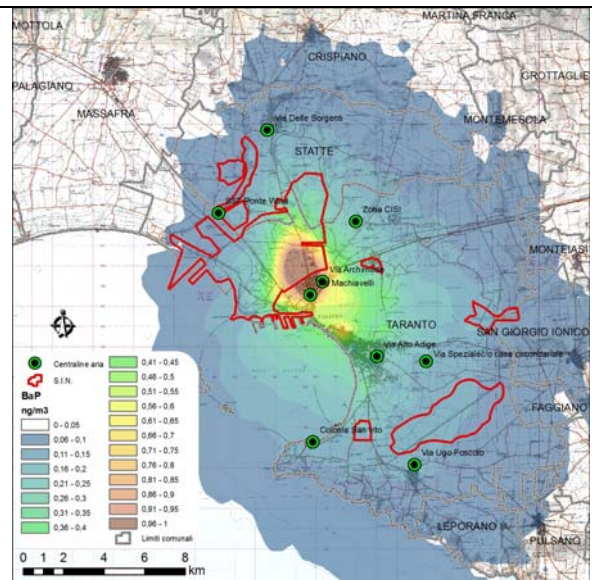 MOTTOLA
MARTINA FRANCA
CRISPIANO
PALAGIANO
GROTTAGLIE
MASSAFRA
MONTEMESOLA
Via Delle Sorgenti
STATTE
Zona CISI
MONTEIASI
Via Archimede
Machiavelli
TARANTO
SAN GIORGIO IONICO
Via Alto Adige
FAGGIANO
Colonia San Vito
Via Ugo Foscolo
LEPORANO
PULSANO
Centraline aria
S.I.N.
BaP
ng/m3
0 - 0,05
0,06 - 0,1
0,11 - 0,15
0,16 - 0,2
0,21 - 0,25
0,26 - 0,3
0,31 - 0,35
0,36 - 0,4
0,41 - 0,45
0,46 - 0,5
0,51 - 0,55
0,56 - 0,6
0,61 - 0,65
0,66 - 0,7
0,71 - 0,75
0,76 - 0,8
0,81 - 0,85
0,86 - 0,9
0,91 - 0,95
0,96 - 1
Limiti comunali
0 2 4 6 8
km